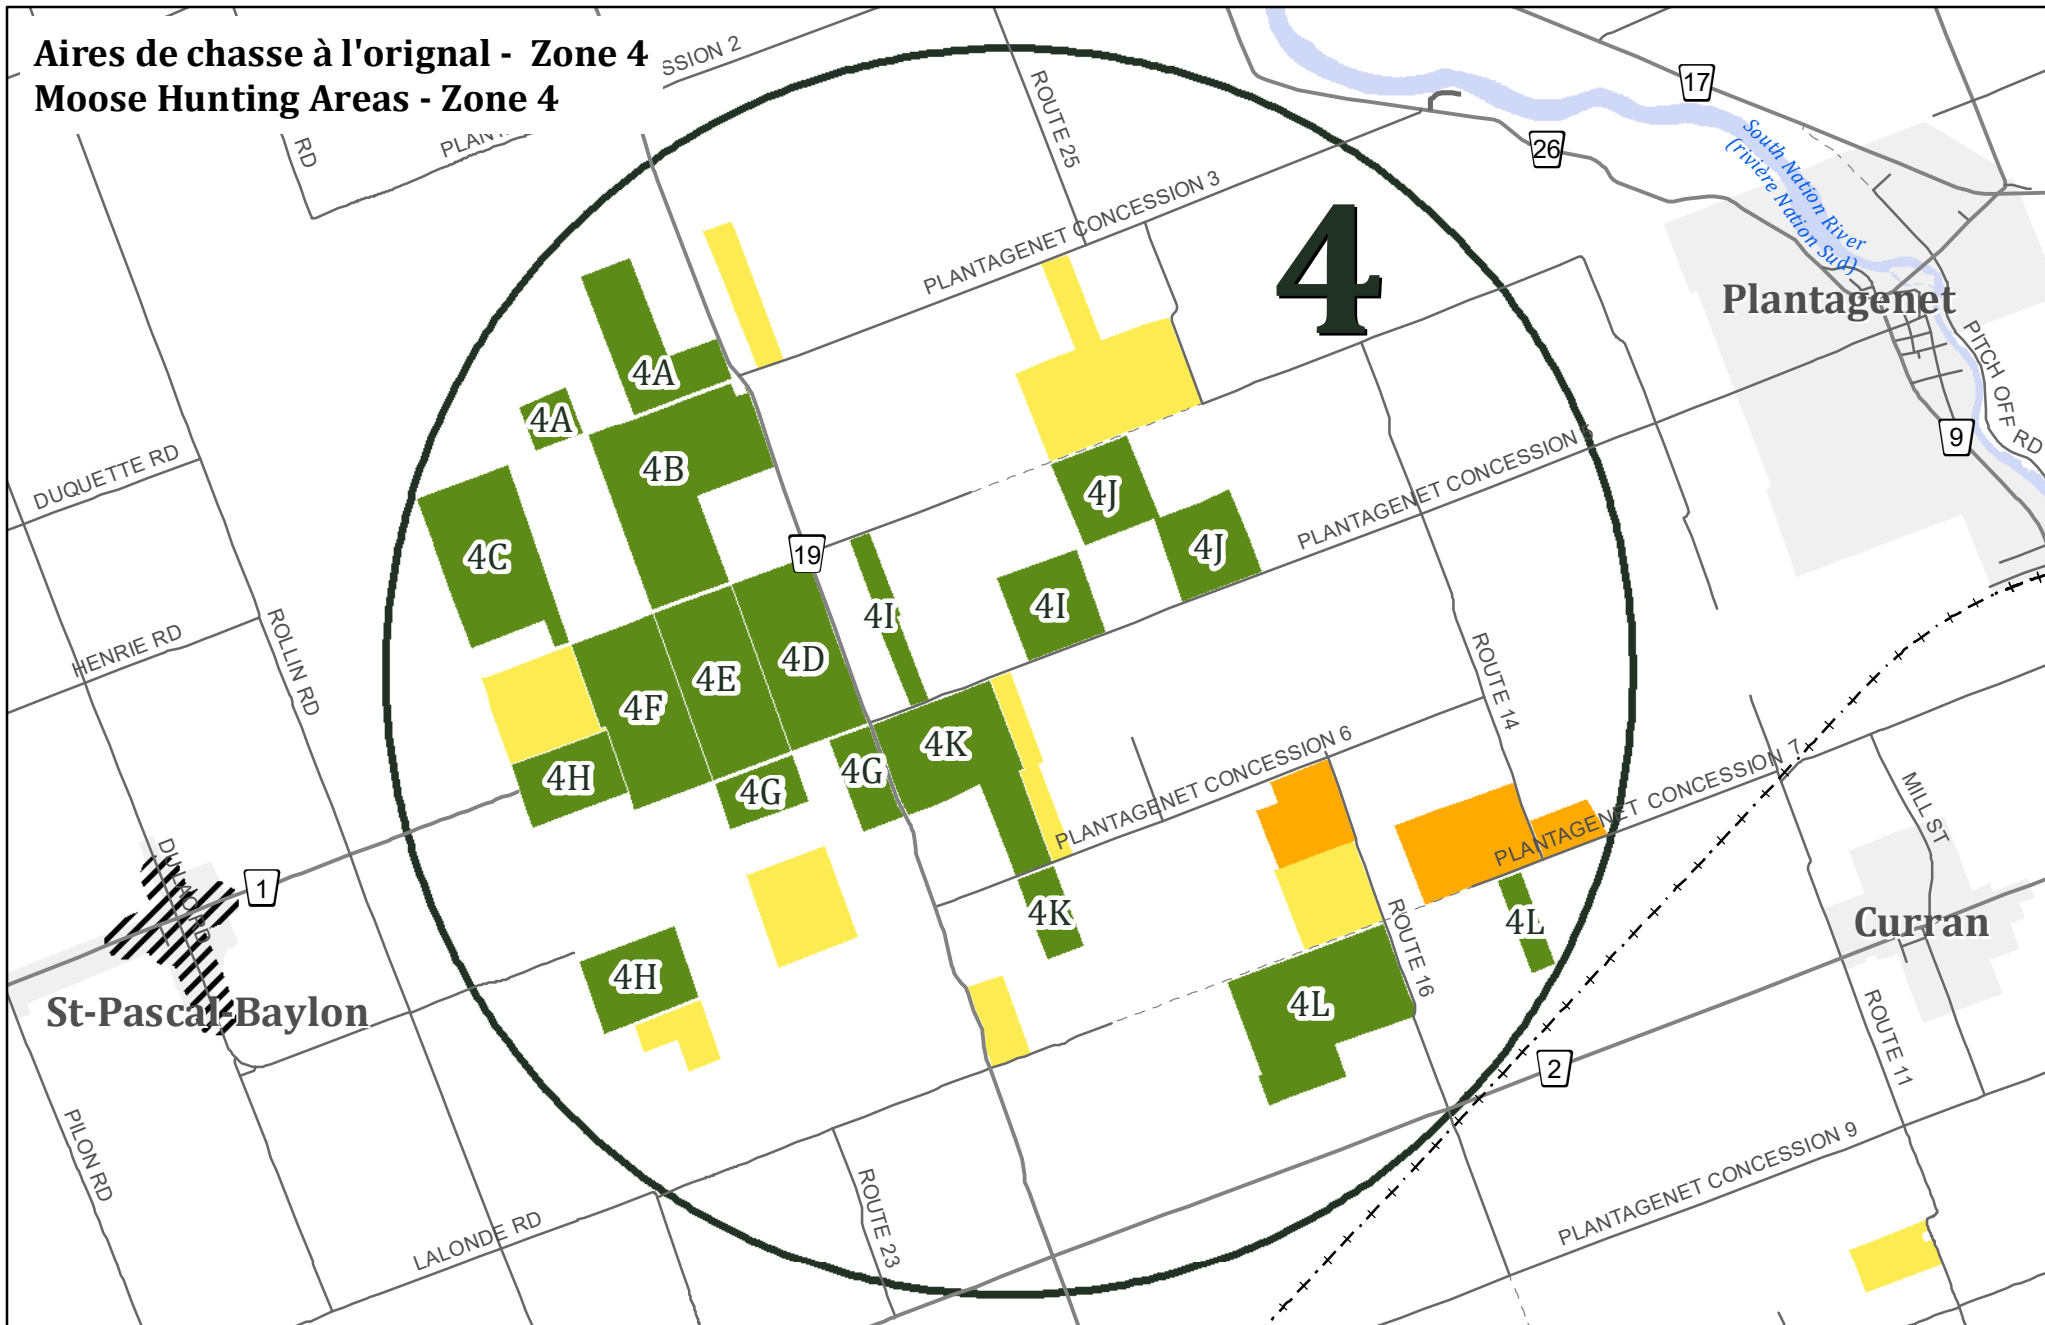 Aires de chasse à l'orignal - Zone 4
Moose Hunting Areas - Zone 4
SSION 2
RD
ROUTE 25
17
26
South Nation River
(rivière Nation Sud)
PLANTAGENET CONCESSION 3
4
Plantagenet
PITCH OFF RD
9
4A
4A
4B
4C
DUQUETTE RD
19
4J
4J
PLANTAGENET CONCESSION 5
4I
4I
HENRIE RD
ROLLIN RD
4D
4E
4F
ROUTE 14
4K
4G
4G
4H
PLANTAGENET CONCESSION 6
PLANTAGENET CONCESSION 7
MILL ST
DULIARD RD
1
4K
4L
ROUTE 16
Curran
4H
4L
St-Pascal-Baylon
2
ROUTE 11
PILON RD
LALONDE RD
ROUTE 23
PLANTAGENET CONCESSION 9